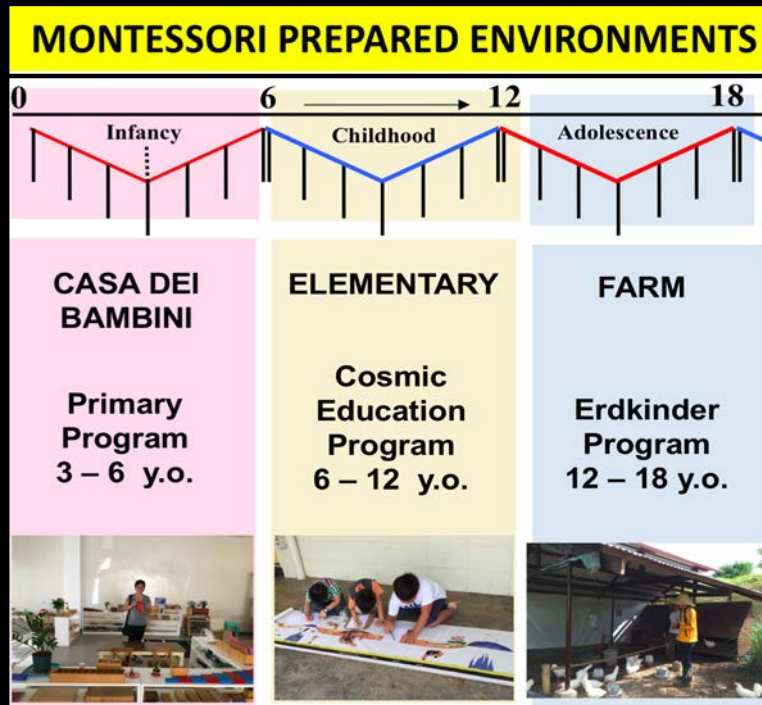 MONTESSORI PREPARED ENVIRONMENTS
0 6 12 18
Infancy Childhood Adolescence
CASA DEI
BAMBINI
Primary
Program
3 – 6 y.o.
ELEMENTARY
Cosmic
Education
Program
6 – 12 y.o.
FARM
Erdkinder
Program
12 – 18 y.o.